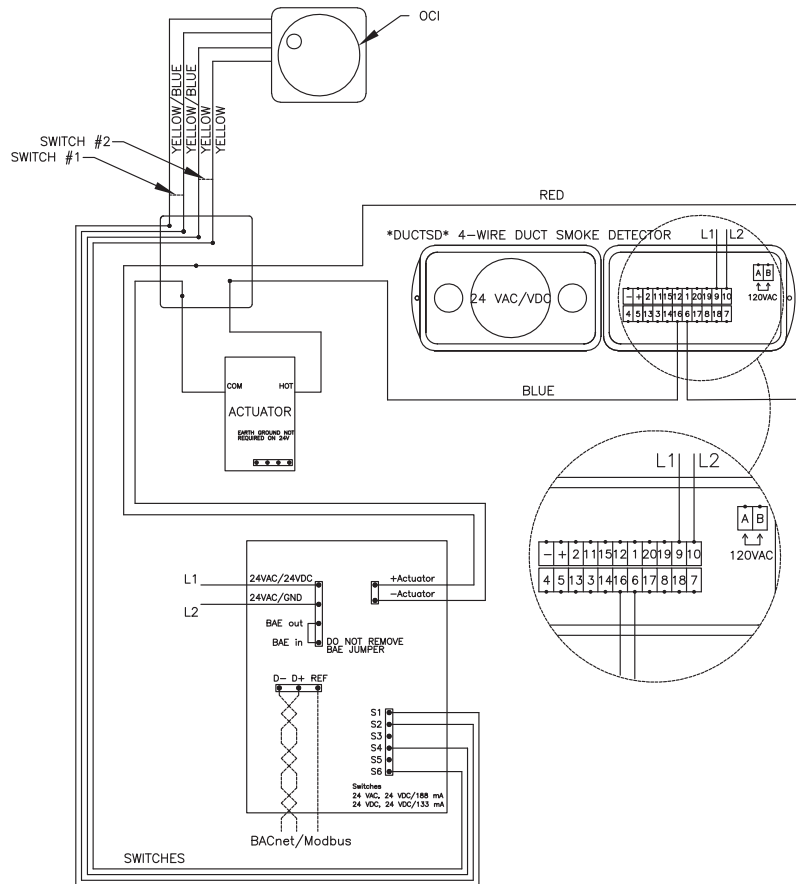 OCI
YELLOW/BLUE
YELLOW/BLUE
YELLOW
YELLOW
SWITCH #2
SWITCH #1
RED
*DUCTSD* 4-WIRE DUCT SMOKE DETECTOR
L1 L2
24 VAC/VDC
A B
120VAC
- + 2 11 15 12 1 20 19 9 10
4 5 13 3 14 16 6 17 8 18 7
BLUE
COM HOT
ACTUATOR
EARTH GROUND NOT
REQUIRED ON 24V
L1 L2
A B
120VAC
- + 2 11 15 12 1 20 19 9 10
4 5 13 3 14 16 6 17 8 18 7
L1 24VAC/24VDC
L2 24VAC/GND
+Actuator
-Actuator
BAE out
BAE in
DO NOT REMOVE
BAE JUMPER
D- D+ REF
S1
S2
S3
S4
S5
S6
Switches
24 VAC, 24 VDC/188 mA
24 VDC, 24 VDC/133 mA
BACnet/Modbus
SWITCHES